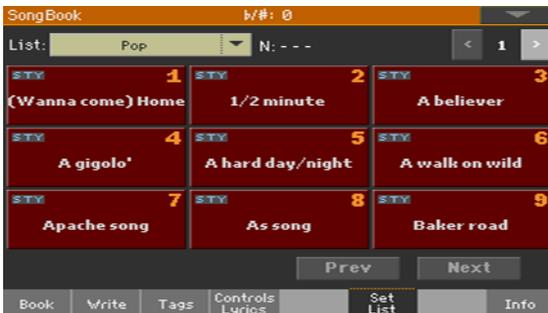 SongBook ♭/#: 0
List: Pop N: - - - < 1 >
STY 1 STY 2 STY 3
(Wanna come) Home 1/2 minute A believer
STY 4 STY 5 STY 6
A gigolo' A hard day/night A walk on wild
STY 7 STY 8 STY 9
Apache song As song Baker road
Prev Next
Book Write Tags Controls Lyrics Set List Info